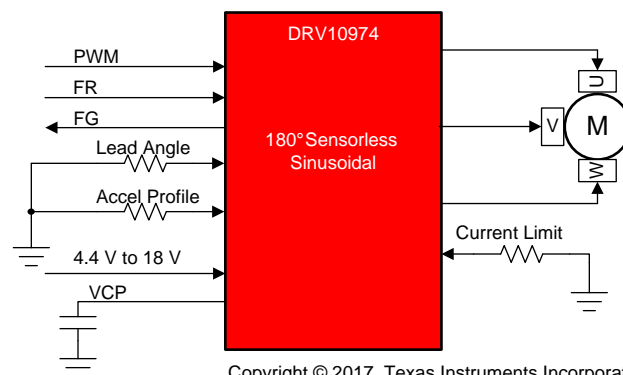 DRV10974
PWM
FR
FG
Lead Angle
Accel Profile
4.4 V to 18 V
VCP
180°Sensorless
Sinusoidal
U
V
M
W
Current Limit
Copyright © 2017, Texas Instruments Incorporat